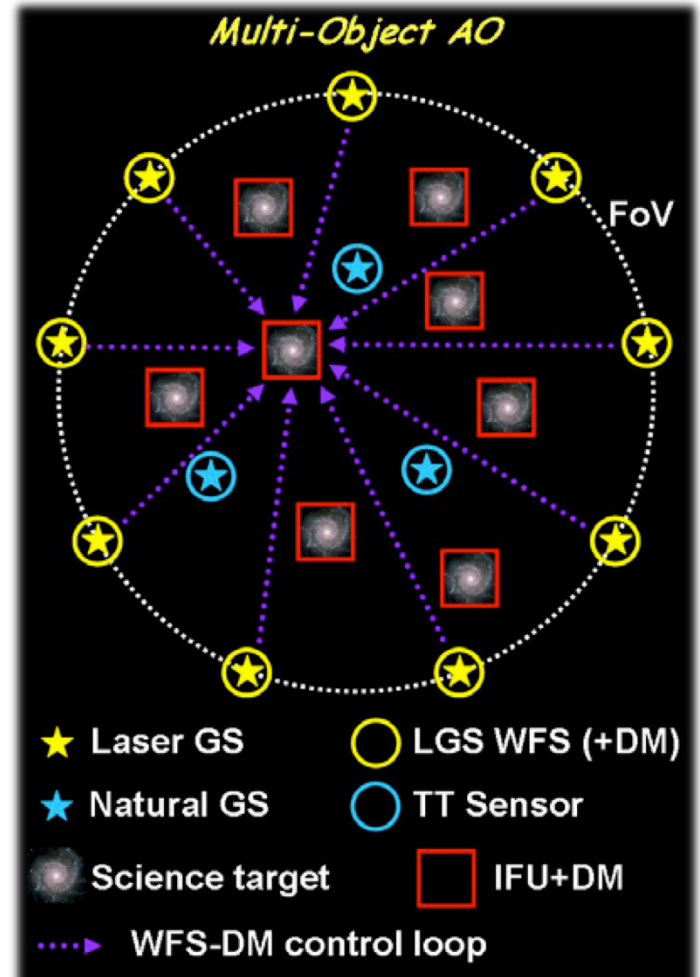 Multi-Object AO
FoV
Laser GS
LGS WFS (+DM)
Natural GS
TT Sensor
Science target
IFU+DM
WFS-DM control loop